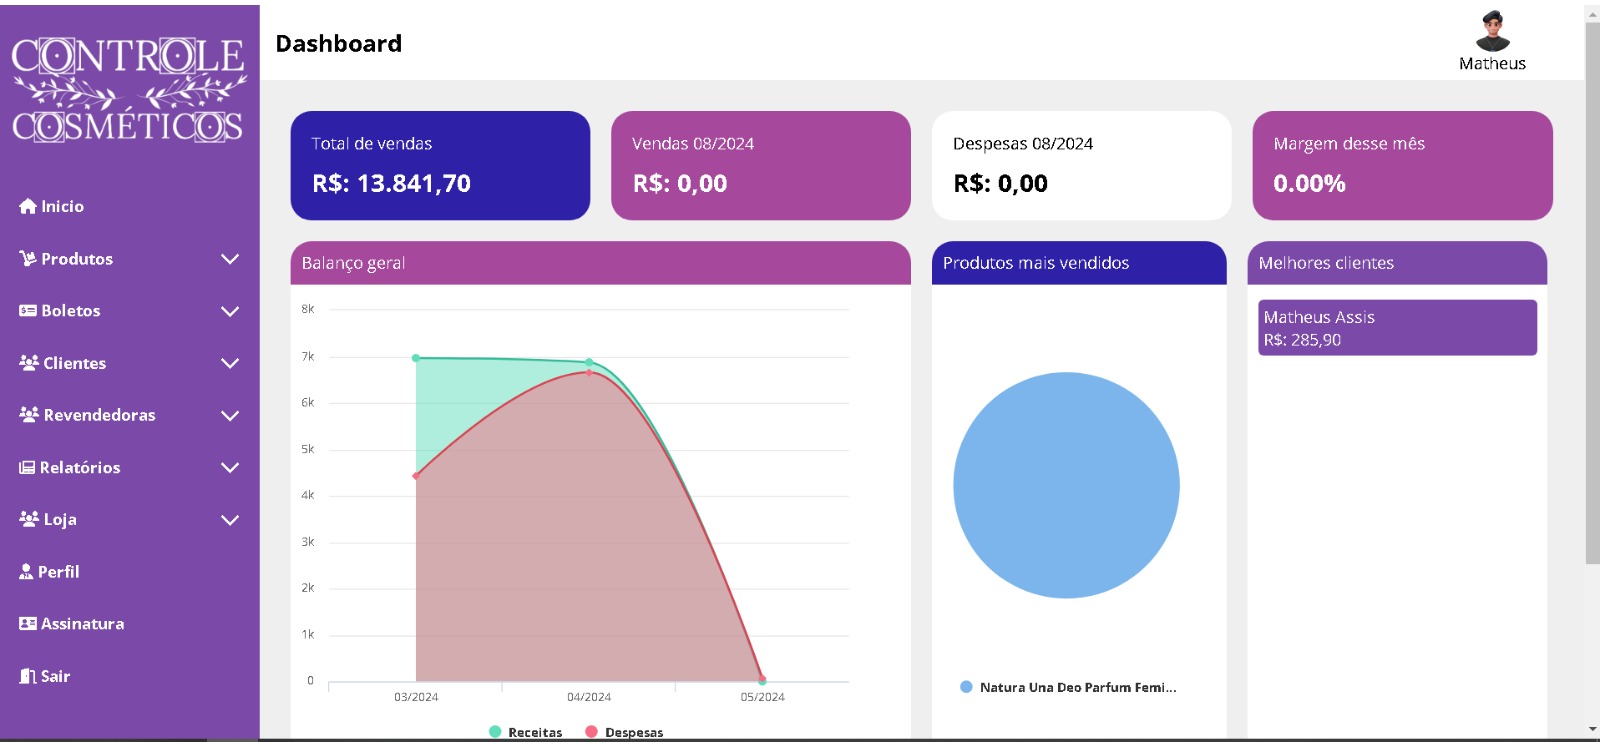 CONTROLE
COSMÉTICOS
Inicio
Produtos
Boletos
Clientes
Revendedoras
Relatórios
Loja
Perfil
Assinatura
Sair
Dashboard
Matheus
Total de vendas
R$: 13.841,70
Vendas 08/2024
R$: 0,00
Despesas 08/2024
R$: 0,00
Margem desse mês
0.00%
Balanço geral
8k
7k
6k
5k
4k
3k
2k
1k
0
03/2024 04/2024 05/2024
Receitas Despesas
Produtos mais vendidos
Natura Una Deo Parfum Femi...
Melhores clientes
Matheus Assis
R$: 285,90